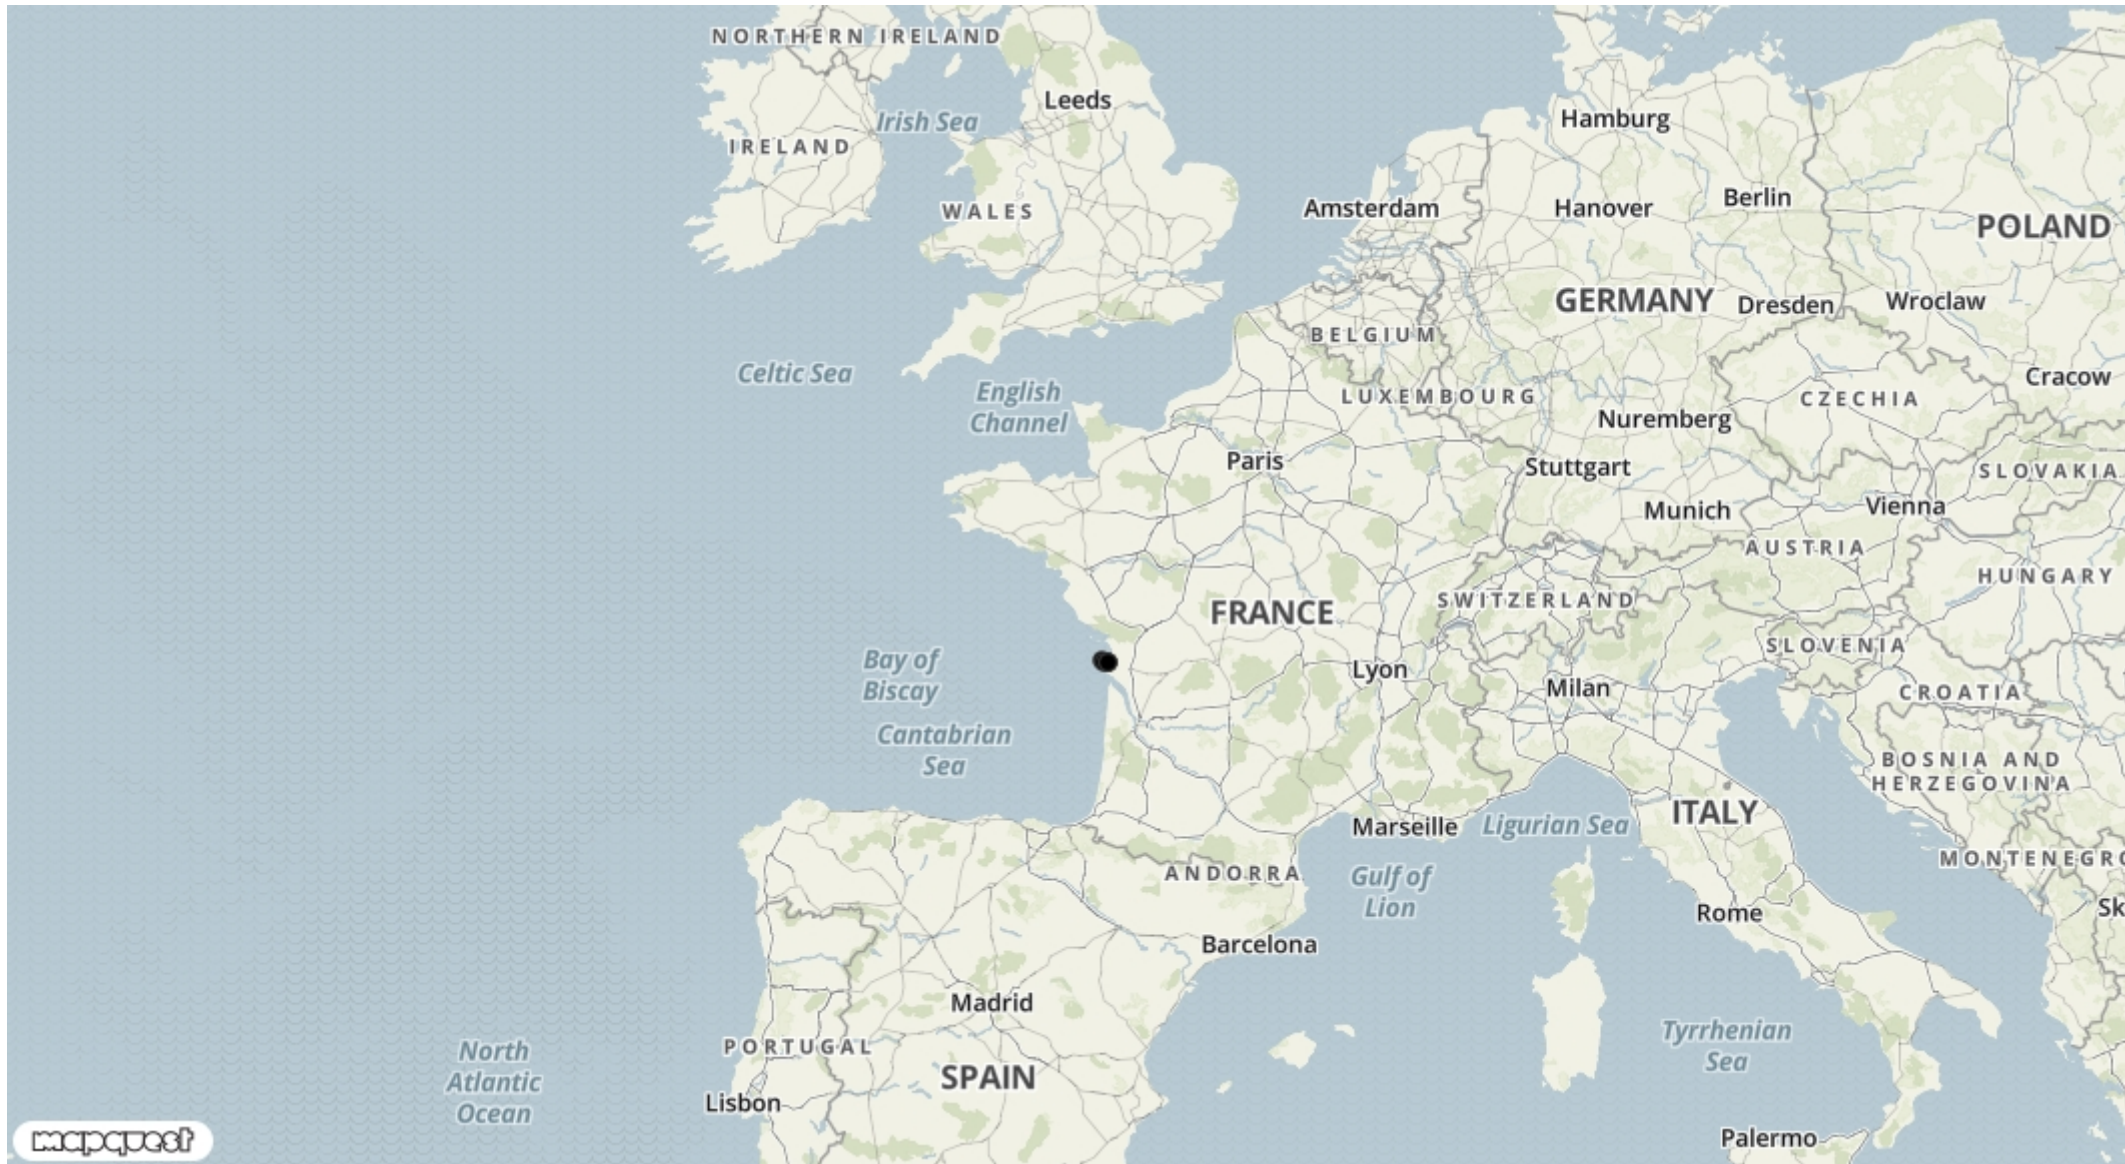 NORTHERN IRELAND
Leeds
Irish Sea
Hamburg
IRELAND
WALES
Amsterdam
Hanover
Berlin
POLAND
GERMANY
Dresden
Wroclaw
BELGIUM
Celtic Sea
English
Channel
LUXEMBOURG
Cracow
CZECHIA
Nuremberg
Paris
Stuttgart
SLOVAKIA
Munich
Vienna
AUSTRIA
HUNGARY
FRANCE
SWITZERLAND
SLOVENIA
Bay of
Biscay
Lyon
Milan
CROATIA
Cantabrian
Sea
BOSNIA AND
HERZEGOVINA
ITALY
Marseille
Ligurian Sea
MONTENEGRO
ANDORRA
Gulf of
Lion
Rome
Sk
Barcelona
Madrid
Tyrrhenian
Sea
PORTUGAL
North
Atlantic
Ocean
SPAIN
Lisbon
mapquest
Palermo